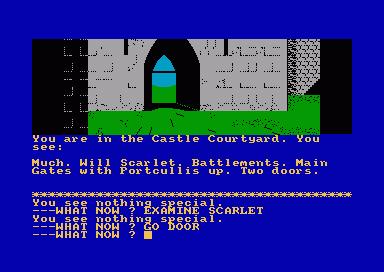 You are in the Castle Courtyard. You
see:
Much. Will Scarlet. Battlements. Main
Gates with Portcullis up. Two doors.
****************************************
You see nothing special.
---WHAT NOW ? EXAMINE SCARLET
You see nothing special.
---WHAT NOW ? GO DOOR
---WHAT NOW ?